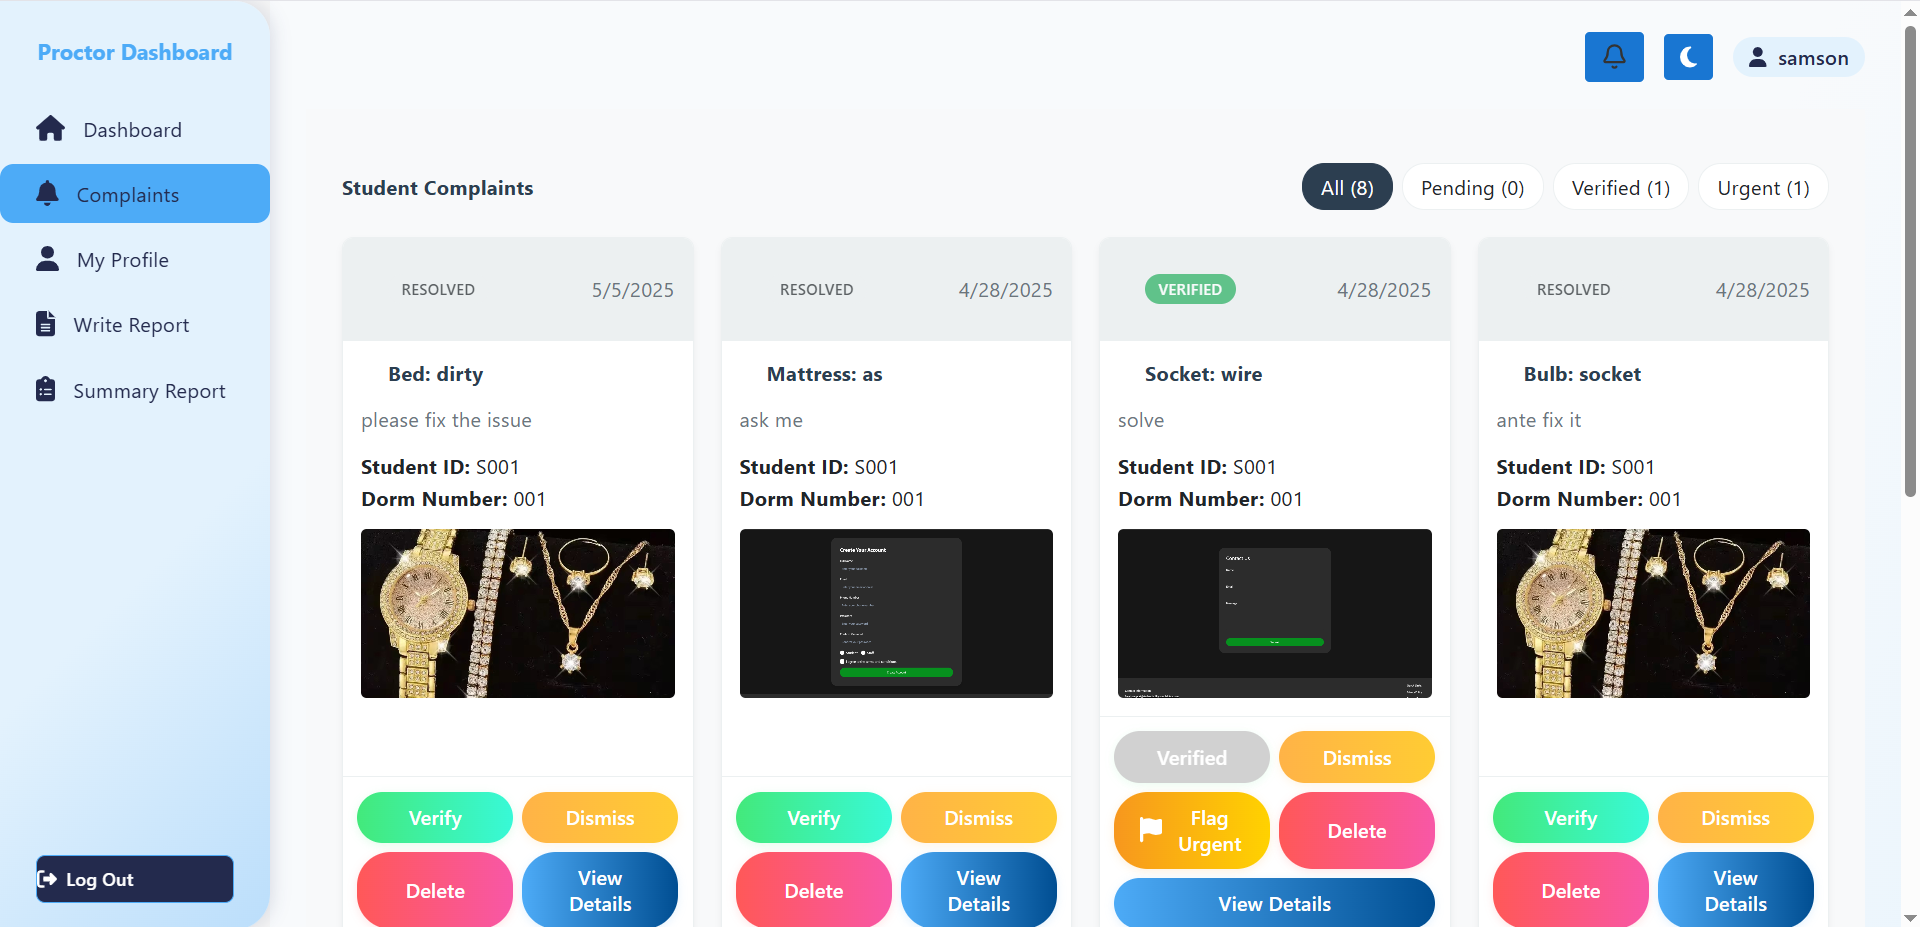 Proctor Dashboard
Dashboard
Complaints
My Profile
Write Report
Summary Report
Log Out
samson
Student Complaints
All (8)
Pending (0)
Verified (1)
Urgent (1)
RESOLVED 5/5/2025
Bed: dirty
please fix the issue
Student ID: S001
Dorm Number: 001
Verify
Dismiss
Delete
View
Details
RESOLVED 4/28/2025
Mattress: as
ask me
Student ID: S001
Dorm Number: 001
Create Your Account
Verify
Dismiss
Delete
View
Details
VERIFIED 4/28/2025
Socket: wire
solve
Student ID: S001
Dorm Number: 001
Contact Us
Verified
Dismiss
Flag
Urgent
Delete
View Details
RESOLVED 4/28/2025
Bulb: socket
ante fix it
Student ID: S001
Dorm Number: 001
Verify
Dismiss
Delete
View
Details